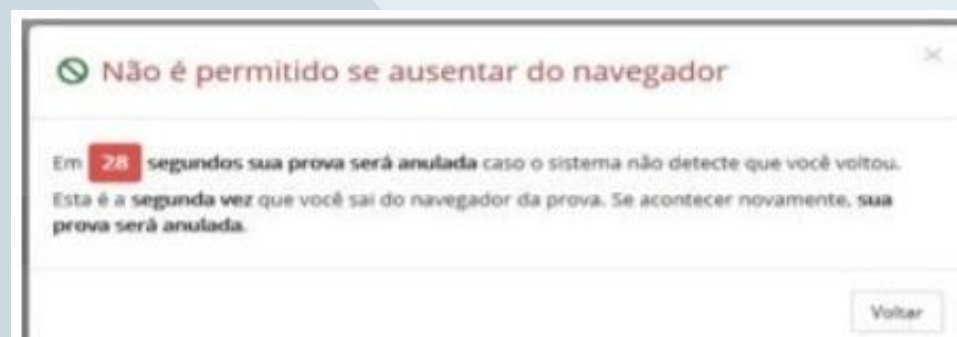 Não é permitido se ausentar do navegador
Em 28 segundos sua prova será anulada caso o sistema não detecte que você voltou.
Esta é a segunda vez que você sai do navegador da prova. Se acontecer novamente, sua
prova será anulada.
Voltar